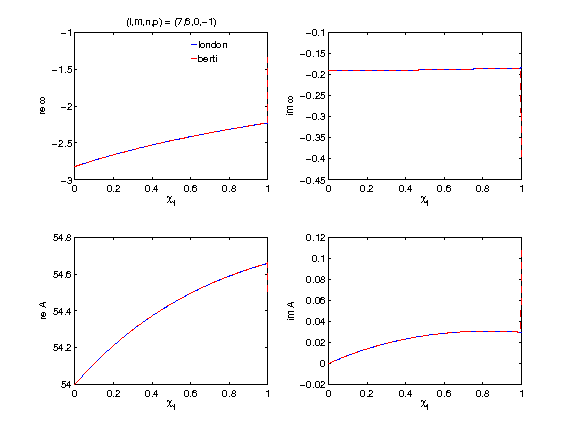 (l,m,n,p) = (7,6,0,−1)
london
berti
re ω
−1
−1.5
−2
−2.5
−3
0 0.2 0.4 0.6 0.8 1
χf
im ω
−0.1
−0.15
−0.2
−0.25
−0.3
−0.35
−0.4
−0.45
0 0.2 0.4 0.6 0.8 1
χf
re A
54.8
54.6
54.4
54.2
54
0 0.2 0.4 0.6 0.8 1
χf
im A
0.12
0.1
0.08
0.06
0.04
0.02
0
−0.02
0 0.2 0.4 0.6 0.8 1
χf